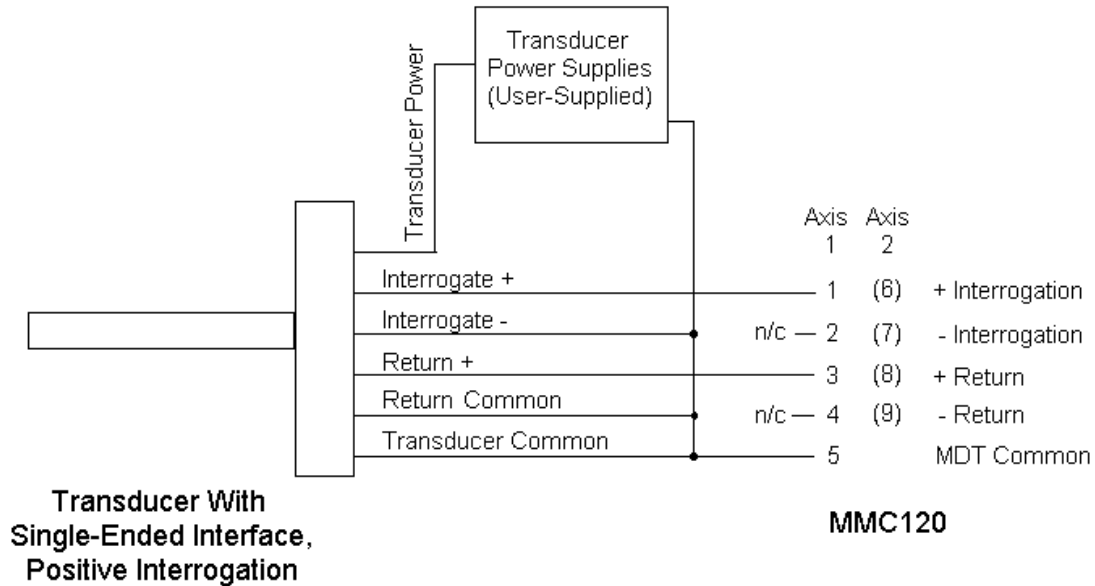 Transducer
Power Supplies
(User-Supplied)
Transducer Power
Axis Axis
1 2
Interrogate +
1 (6) + Interrogation
Interrogate -
n/c 2 (7) - Interrogation
Return +
3 (8) + Return
Return Common
n/c 4 (9) - Return
Transducer Common
5 MDT Common
Transducer With
Single-Ended Interface,
Positive Interrogation
MMC120